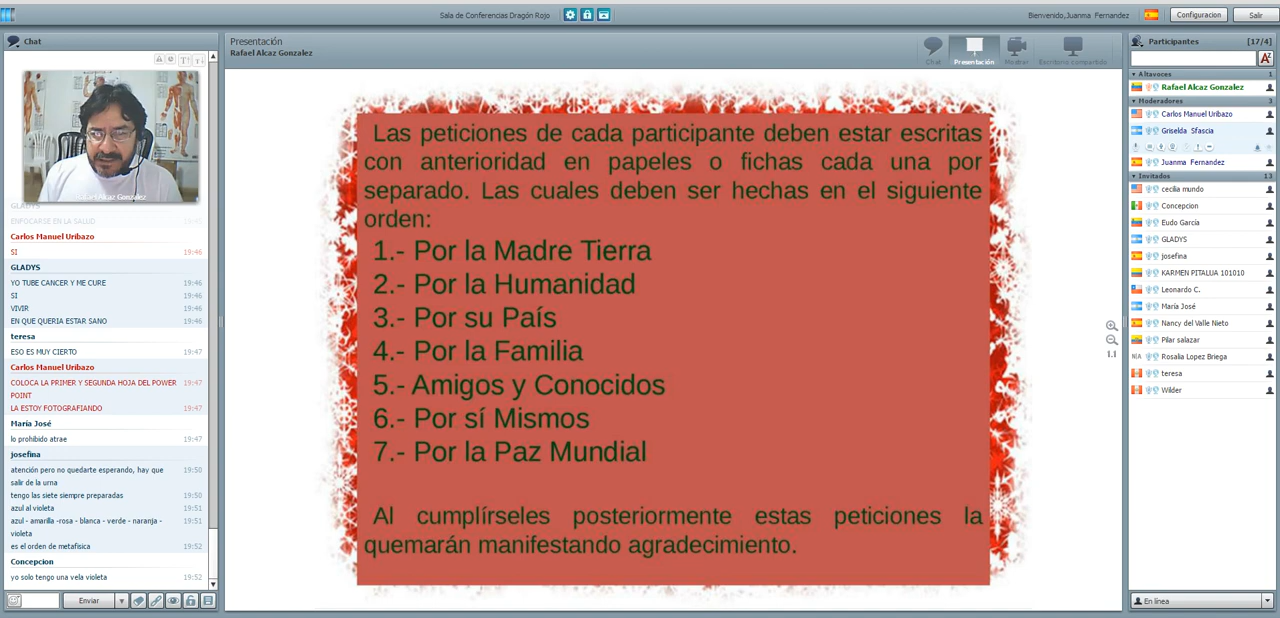 Sala de Conferencias Dragón Rojo
Bienvenido,Juanma Fernandez
Configuracion
Salir
Chat
Rafael Alcaz Gonzalez
GLADYS
ENFOCARSE EN LA SALUD 19:45
Carlos Manuel Uribazo
SI 19:46
GLADYS
YO TUBE CANCER Y ME CURE 19:46
SI 19:46
VIVIR 19:46
EN QUE QUERIA ESTAR SANO 19:46
teresa
ESO ES MUY CIERTO 19:47
Carlos Manuel Uribazo
COLOCA LA PRIMER Y SEGUNDA HOJA DEL POWER 19:47
POINT
LA ESTOY FOTOGRAFIANDO 19:47
María José
lo prohibido atrae 19:47
josefina
atención pero no quedarte esperando, hay que 19:50
salir de la urna
tengo las siete siempre preparadas 19:50
azul al violeta 19:51
azul - amarilla -rosa - blanca - verde - naranja - 19:51
violeta
es el orden de metafisica 19:52
Concepcion
yo solo tengo una vela violeta 19:52
Enviar
Presentación
Rafael Alcaz Gonzalez
Chat
Presentación
Mostrar
Escritorio compartido
Las peticiones de cada participante deben estar escritas
con anterioridad en papeles o fichas cada una por
separado. Las cuales deben ser hechas en el siguiente
orden:
1.- Por la Madre Tierra
2.- Por la Humanidad
3.- Por su País
4.- Por la Familia
5.- Amigos y Conocidos
6.- Por sí Mismos
7.- Por la Paz Mundial
Al cumplírseles posteriormente estas peticiones la
quemarán manifestando agradecimiento.
1.1
Participantes [17/4]
Altavoces 1
Rafael Alcaz Gonzalez
Moderadores 3
Carlos Manuel Uribazo
Griselda Sfascia
Juanma Fernandez
Invitados 13
cecilia mundo
Concepcion
Eudo García
GLADYS
josefina
KARMEN PITALUA 101010
Leonardo C.
María José
Nancy del Valle Nieto
Pilar salazar
N/A Rosalia Lopez Briega
teresa
Wilder
En línea